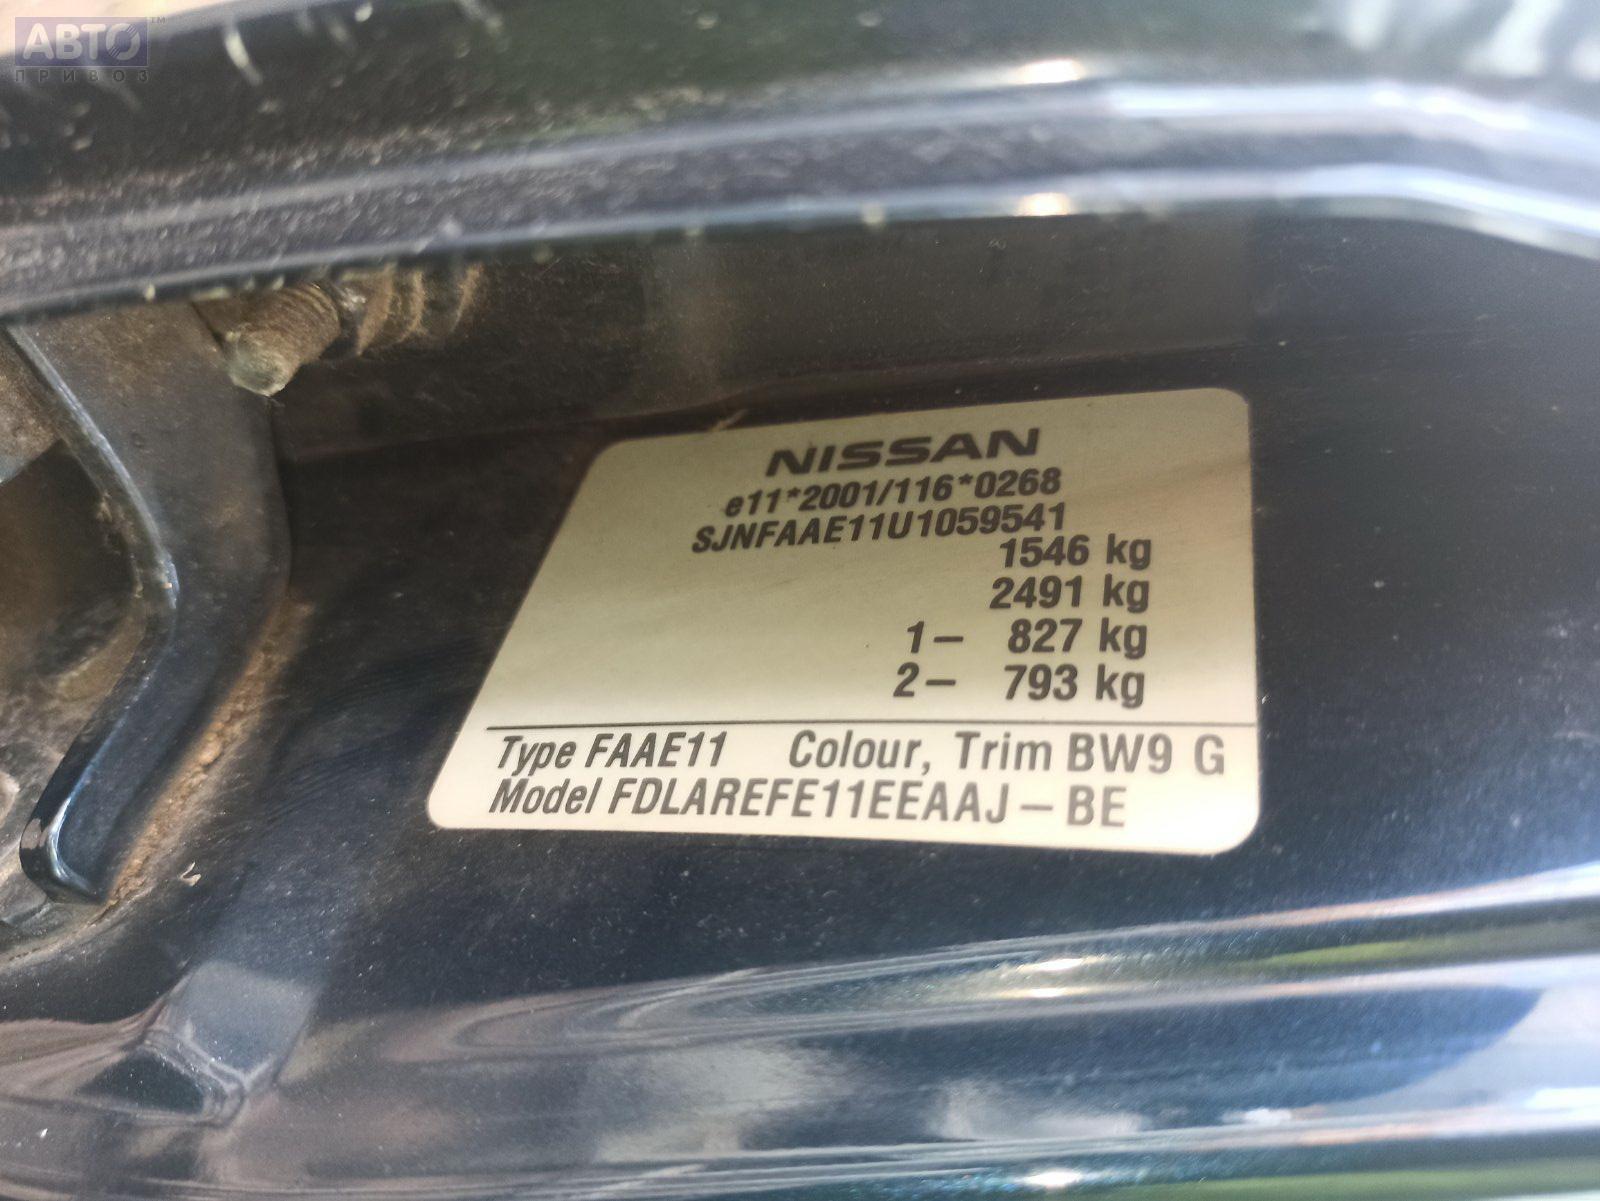 АВТО™
ПРИВОЗ
NISSAN
e11*2001/116*0268
SJNFAAE11U1059541
1546 kg
2491 kg
1– 827 kg
2– 793 kg
Type FAAE11 Colour, Trim BW9 G
Model FDLAREFE11EEAAJ – BE